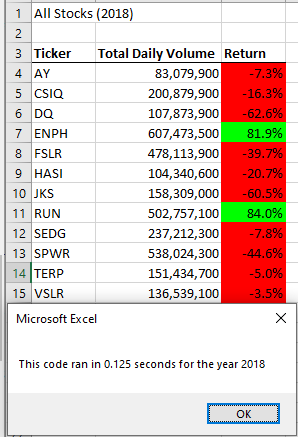 1 All Stocks (2018)
2
3 Ticker Total Daily Volume Return
4 AY 83,079,900 -7.3%
5 CSIQ 200,879,900 -16.3%
6 DQ 107,873,900 -62.6%
7 ENPH 607,473,500 81.9%
8 FSLR 478,113,900 -39.7%
9 HASI 104,340,600 -20.7%
10 JKS 158,309,000 -60.5%
11 RUN 502,757,100 84.0%
12 SEDG 237,212,300 -7.8%
13 SPWR 538,024,300 -44.6%
14 TERP 151,434,700 -5.0%
15 VSLR 136,539,100 -3.5%
Microsoft Excel
This code ran in 0.125 seconds for the year 2018
OK